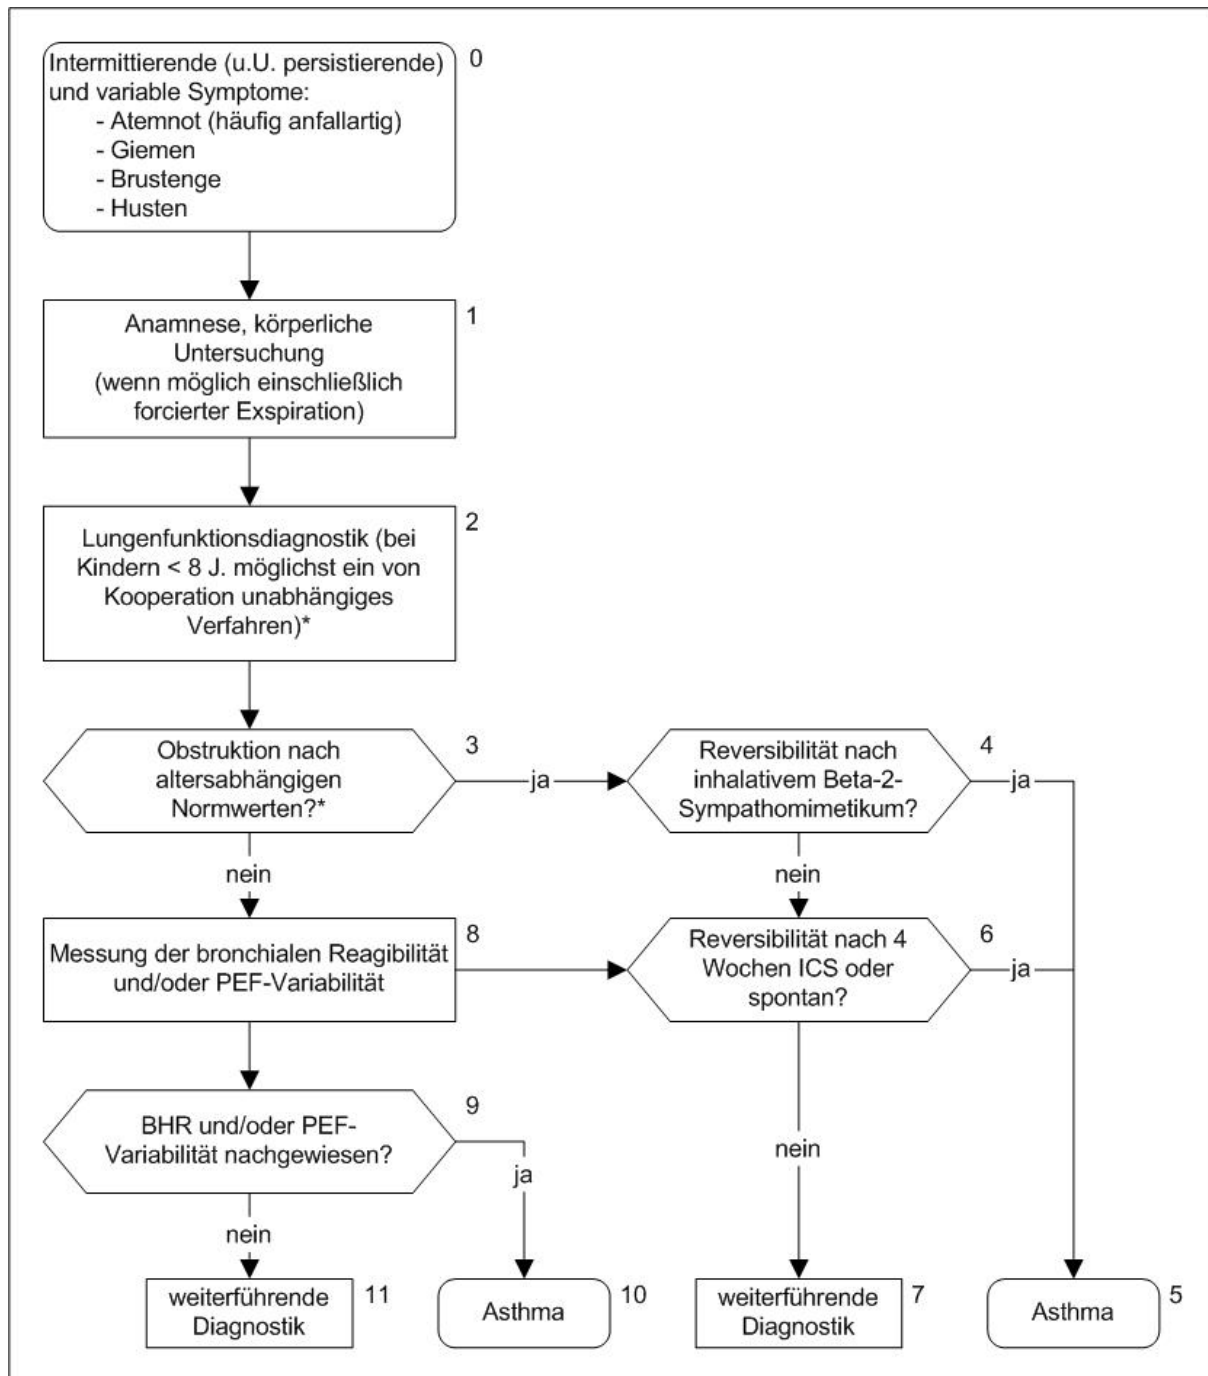 Intermittierende (u.U. persistierende)
und variable Symptome:
- Atemnot (häufig anfallartig)
- Giemen
- Brustenge
- Husten
0
Anamnese, körperliche
Untersuchung
(wenn möglich einschließlich
forcierter Exspiration)
1
Lungenfunktionsdiagnostik (bei
Kindern < 8 J. möglichst ein von
Kooperation unabhängiges
Verfahren)*
2
Obstruktion nach
altersabhängigen
Normwerten?*
3
ja
Reversibilität nach
inhalativem Beta-2-
Sympathomimetikum?
4
ja
nein
nein
Messung der bronchialen Reagibilität
und/oder PEF-Variabilität
8
Reversibilität nach 4
Wochen ICS oder
spontan?
6
ja
BHR und/oder PEF-
Variabilität nachgewiesen?
9
ja
nein
nein
weiterführende
Diagnostik
11
Asthma
10
weiterführende
Diagnostik
7
Asthma
5